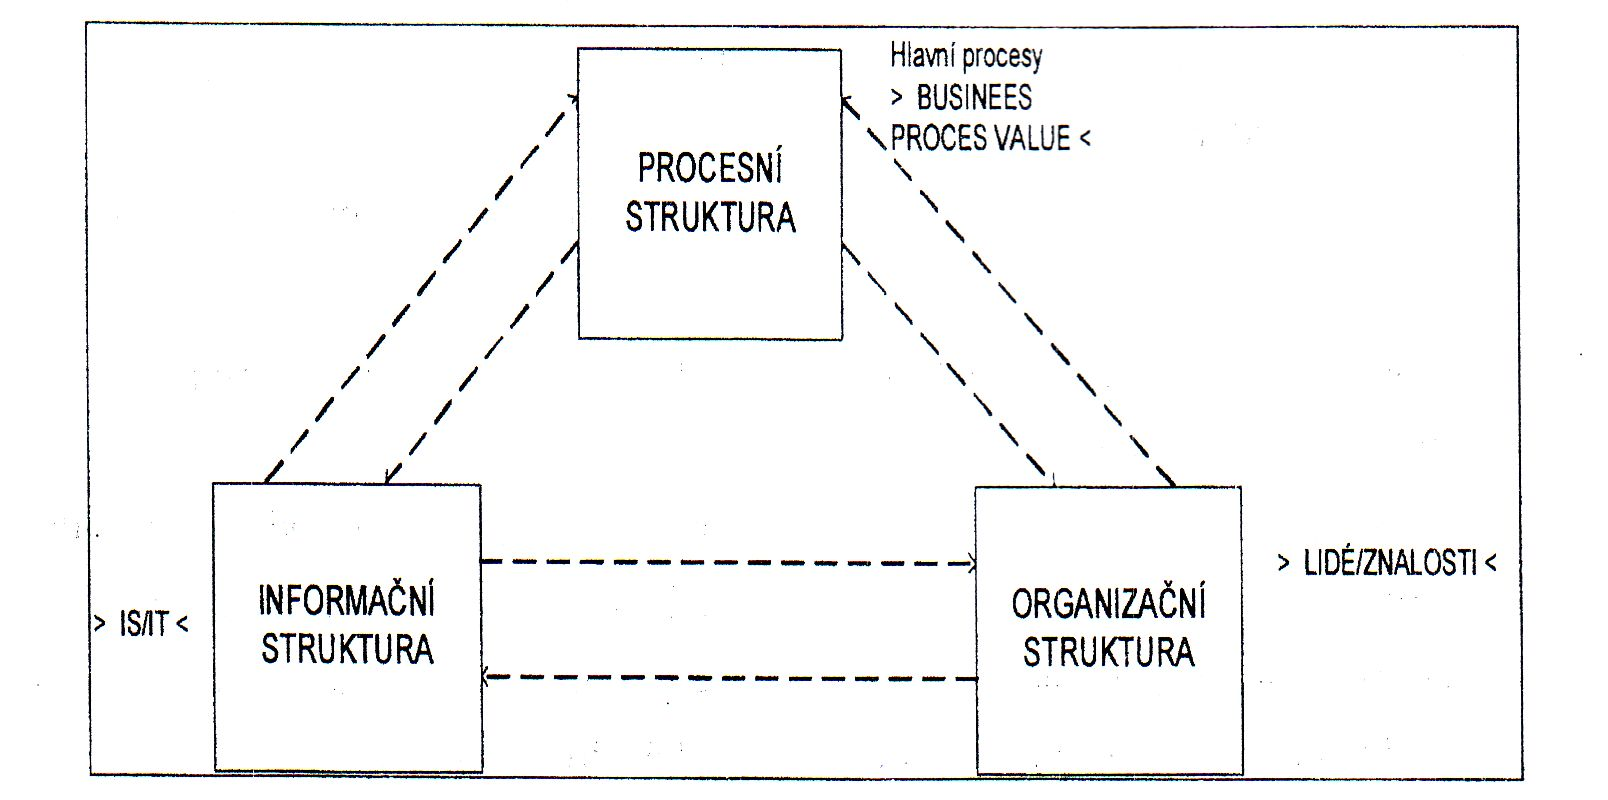 Hlavní procesy
> BUSINEES
PROCES VALUE <
PROCESNÍ
STRUKTURA
> IS/IT <
INFORMAČNÍ
STRUKTURA
ORGANIZAČNÍ
STRUKTURA
> LIDÉ/ZNALOSTI <